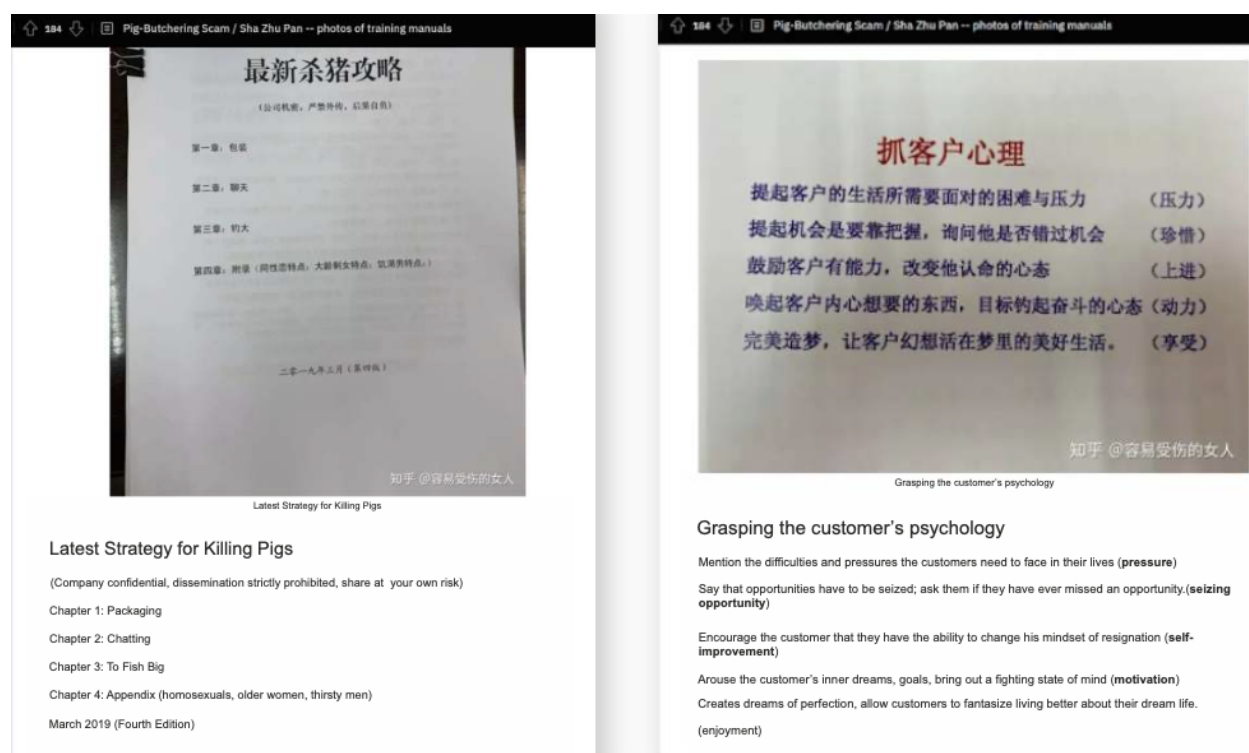 184 Pig-Butchering Scam / Sha Zhu Pan -- photos of training manuals
最新杀猪攻略
(公司机密，严禁外传，后果自负)
第一章：包装
第二章：聊天
第三章：钓大
第四章：附录（同性恋特点，大龄剩女特点，饥渴男特点。）
二零一九年三月（第四版）
知乎 @容易受伤的女人
Latest Strategy for Killing Pigs
Latest Strategy for Killing Pigs
(Company confidential, dissemination strictly prohibited, share at your own risk)
Chapter 1: Packaging
Chapter 2: Chatting
Chapter 3: To Fish Big
Chapter 4: Appendix (homosexuals, older women, thirsty men)
March 2019 (Fourth Edition)
184 Pig-Butchering Scam / Sha Zhu Pan -- photos of training manuals
抓客户心理
提起客户的生活所需要面对的困难与压力 （压力）
提起机会是要靠把握，询问他是否错过机会 （珍惜）
鼓励客户有能力，改变他认命的心态 （上进）
唤起客户内心想要的东西，目标钓起奋斗的心态（动力）
完美造梦，让客户幻想活在梦里的美好生活。 （享受）
知乎 @容易受伤的女人
Grasping the customer's psychology
Grasping the customer's psychology
Mention the difficulties and pressures the customers need to face in their lives (pressure)
Say that opportunities have to be seized; ask them if they have ever missed an opportunity.(seizing
opportunity)
Encourage the customer that they have the ability to change his mindset of resignation (self-
improvement)
Arouse the customer's inner dreams, goals, bring out a fighting state of mind (motivation)
Creates dreams of perfection, allow customers to fantasize living better about their dream life.
(enjoyment)